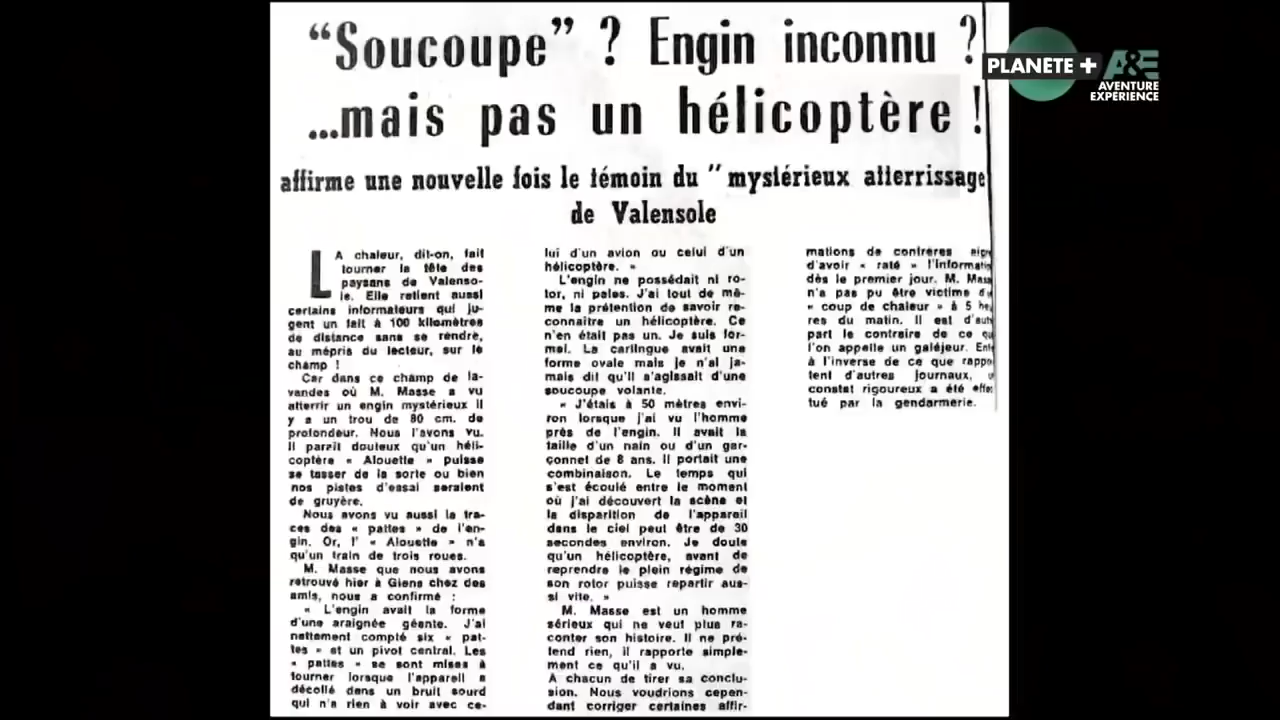 “Soucoupe” ? Engin inconnu ?
...mais pas un hélicoptère !
affirme une nouvelle fois le témoin du " mystérieux atterrissage
de Valensole
LA chaleur, dit-on, fait
tourner la tête des
paysans de Valenso-
le. Elle retient aussi
certains informateurs qui ju-
gent un fait à 100 kilomètres
de distance sans se rendre,
au mépris du lecteur, sur le
champ !
Car dans ce champ de la-
vandes où M. Masse a vu
atterrir un engin mystérieux il
y a un trou de 80 cm. de
profondeur. Nous l'avons vu.
Il paraît douteux qu'un héli-
coptère « Alouette » puisse
se tasser de la sorte ou bien
nos pistes d'essai seraient
de gruyère.
Nous avons vu aussi la tra-
ces des « pattes » de l'en-
gin. Or, l' « Alouette » n'a
qu'un train de trois roues.
M. Masse que nous avons
retrouvé hier à Giens chez des
amis, nous a confirmé :
« L'engin avait la forme
d'une araignée géante. J'ai
nettement compté six « pat-
tes » et un pivot central. Les
« pattes » se sont mises à
tourner lorsque l'appareil a
décollé dans un bruit sourd
qui n'a rien à voir avec ce-
lui d'un avion ou celui d'un
hélicoptère. »
L'engin ne possédait ni ro-
tor, ni pales. J'ai tout de mê-
me la prétention de savoir re-
connaître un hélicoptère. Ce
n'en était pas un. Je suis for-
mel. La carlingue avait une
forme ovale mais je n'ai ja-
mais dit qu'il s'agissait d'une
soucoupe volante.
« J'étais à 50 mètres envi-
ron lorsque j'ai vu l'homme
près de l'engin. Il avait la
taille d'un nain ou d'un gar-
çonnet de 8 ans. Il portait une
combinaison. Le temps qui
s'est écoulé entre le moment
où j'ai découvert la scène et
la disparition de l'appareil
dans le ciel peut être de 30
secondes environ. Je doute
qu'un hélicoptère, avant de
reprendre le plein régime de
son rotor puisse repartir aus-
si vite. »
M. Masse est un homme
sérieux qui ne veut plus ra-
conter son histoire. Il ne pré-
tend rien, il rapporte simple-
ment ce qu'il a vu.
A chacun de tirer sa conclu-
sion. Nous voudrions cepen-
dant corriger certaines affir-
mations de confrères
d'avoir « raté » l'informati
dès le premier jour. M. Mas
n'a pas pu être victime d
« coup de chaleur » à 5 he
res du matin. Il est d'aut
part le contraire de ce qu
l'on appelle un galéjeur. En
à l'inverse de ce que rappo
tent d'autres journaux,
constat rigoureux a été effe
tué par la gendarmerie.
PLANETE + A&E
AVENTURE
EXPERIENCE